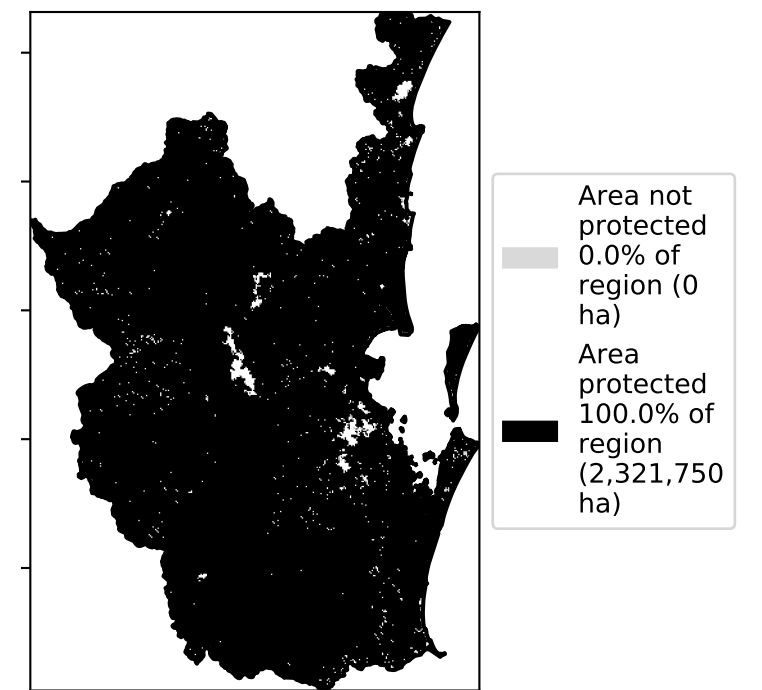 Area not
protected
0.0% of
region (0
ha)
Area
protected
100.0% of
region
(2,321,750
ha)